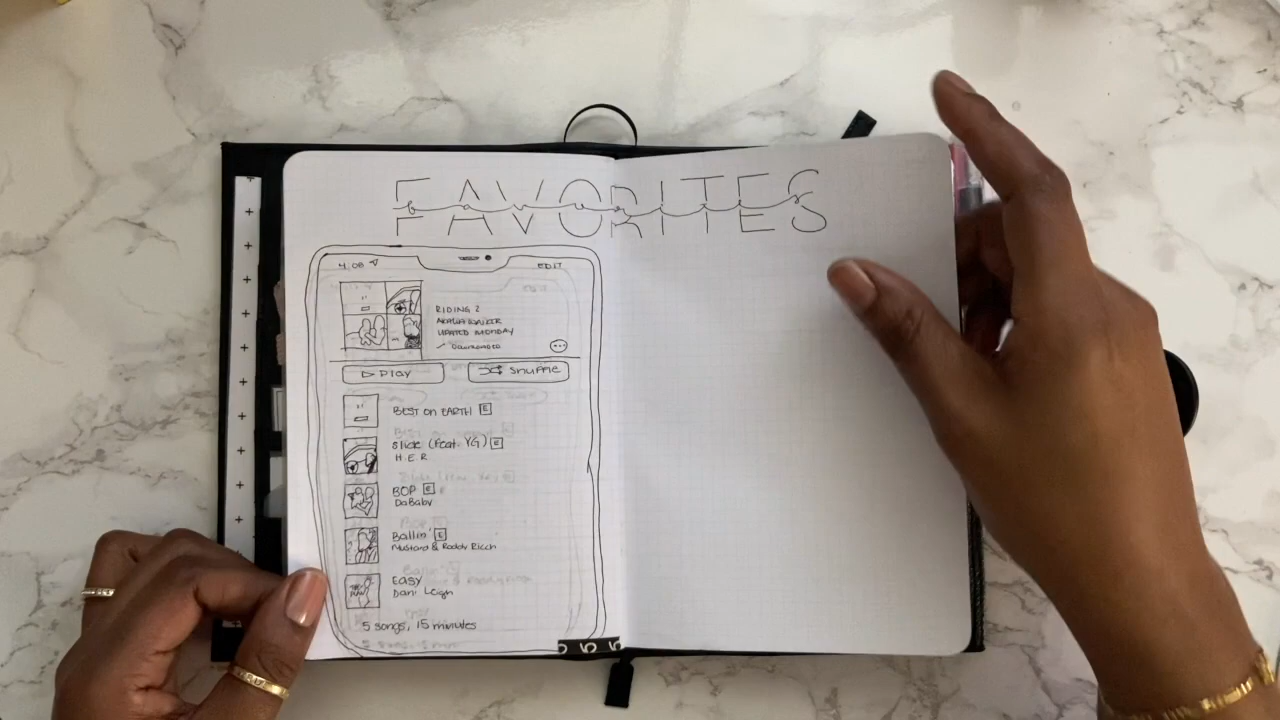 FAVORITES
4:08
EDIT
RIDING 2
UPDATED MONDAY
✓ DOWNLOADED
▷ Play
Shuffle
BEST ON EARTH E
Slide (Feat. YG) E
H.E.R
BOP E
DaBaby
Ballin' E
Mustard & Roddy Ricch
EASY
Dani Leigh
5 songs, 15 minutes